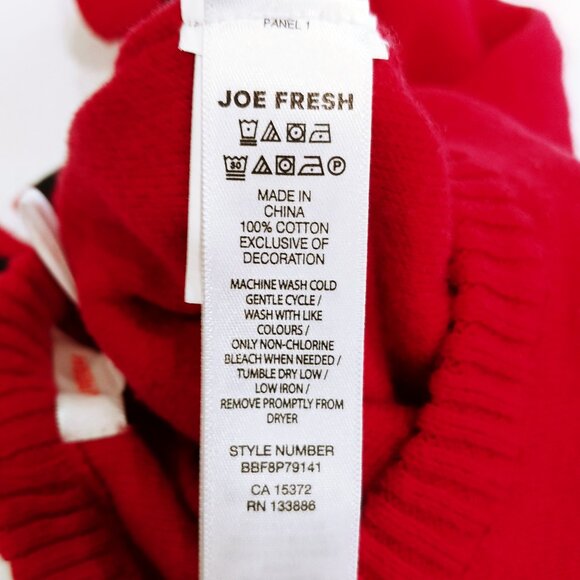 PANEL 1
JOE FRESH
30 P
MADE IN
CHINA
100% COTTON
EXCLUSIVE OF
DECORATION
MACHINE WASH COLD
GENTLE CYCLE /
WASH WITH LIKE
COLOURS /
ONLY NON-CHLORINE
BLEACH WHEN NEEDED /
TUMBLE DRY LOW /
LOW IRON /
REMOVE PROMPTLY FROM
DRYER
STYLE NUMBER
BBF8P79141
CA 15372
RN 133886